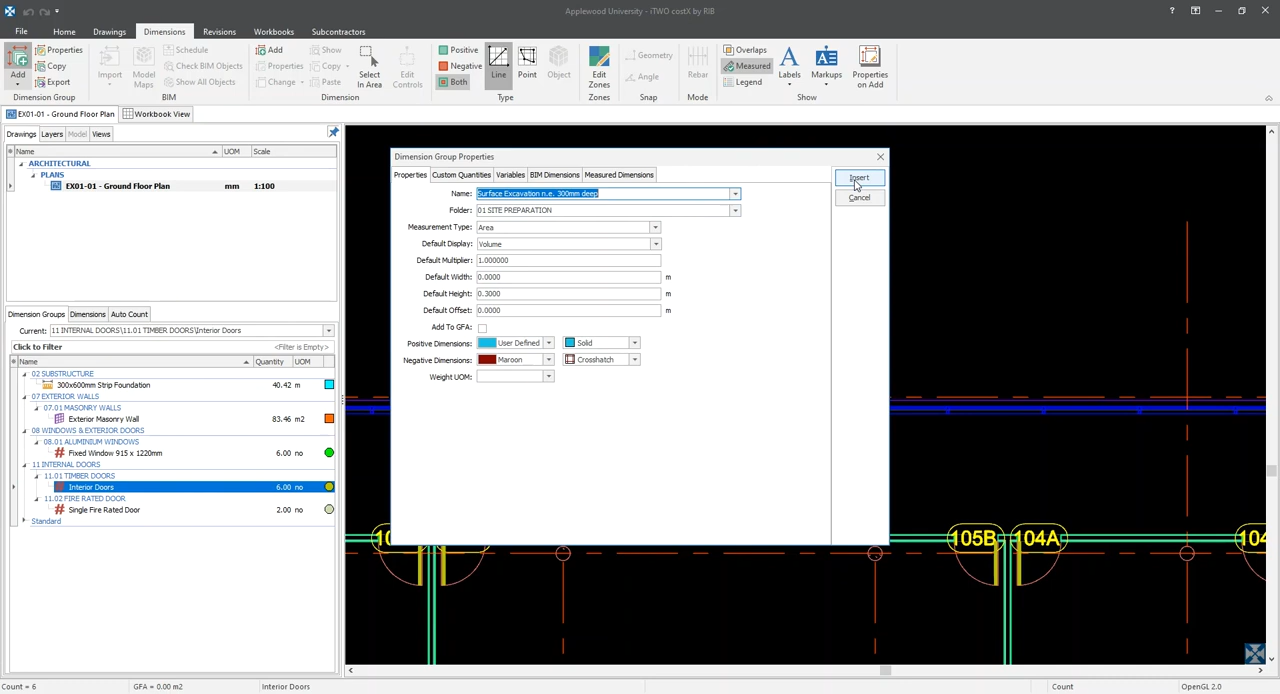 Applewood University - iTWO costX by RIB
?
File Home Drawings Dimensions Revisions Workbooks Subcontractors
Add
Properties
Copy
Export
Dimension Group
Import
Model Maps
Schedule
Check BIM Objects
Show All Objects
BIM
Add
Properties
Change
Show
Copy
Paste
Select In Area
Edit Controls
Dimension
Positive
Negative
Both
Line
Point
Object
Type
Edit Zones
Zones
Geometry
Angle
Snap
Rebar
Mode
Overlaps
Measured
Legend
Labels
Markups
Properties on Add
Show
EX01-01 - Ground Floor Plan Workbook View
Drawings Layers Model Views
Name UOM Scale
ARCHITECTURAL
PLANS
EX01-01 - Ground Floor Plan mm 1:100
Dimension Groups Dimensions Auto Count
Current: 11 INTERNAL DOORS\11.01 TIMBER DOORS\Interior Doors
Click to Filter <Filter is Empty>
Name Quantity UOM
02 SUBSTRUCTURE
300x600mm Strip Foundation 40.42 m
07 EXTERIOR WALLS
07.01 MASONRY WALLS
Exterior Masonry Wall 83.46 m2
08 WINDOWS & EXTERIOR DOORS
08.01 ALUMINIUM WINDOWS
Fixed Window 915 x 1220mm 6.00 no
11 INTERNAL DOORS
11.01 TIMBER DOORS
Interior Doors 6.00 no
11.02 FIRE RATED DOOR
Single Fire Rated Door 2.00 no
Standard
Dimension Group Properties
Properties Custom Quantities Variables BIM Dimensions Measured Dimensions
Name: Surface Excavation n.e. 300mm deep
Folder: 01 SITE PREPARATION
Measurement Type: Area
Default Display: Volume
Default Multiplier: 1.000000
Default Width: 0.0000 m
Default Height: 0.3000 m
Default Offset: 0.0000 m
Add To GFA:
Positive Dimensions: User Defined Solid
Negative Dimensions: Maroon Crosshatch
Weight UOM:
Insert
Cancel
105B 104A
Count = 6 GFA = 0.00 m2 Interior Doors Count OpenGL 2.0